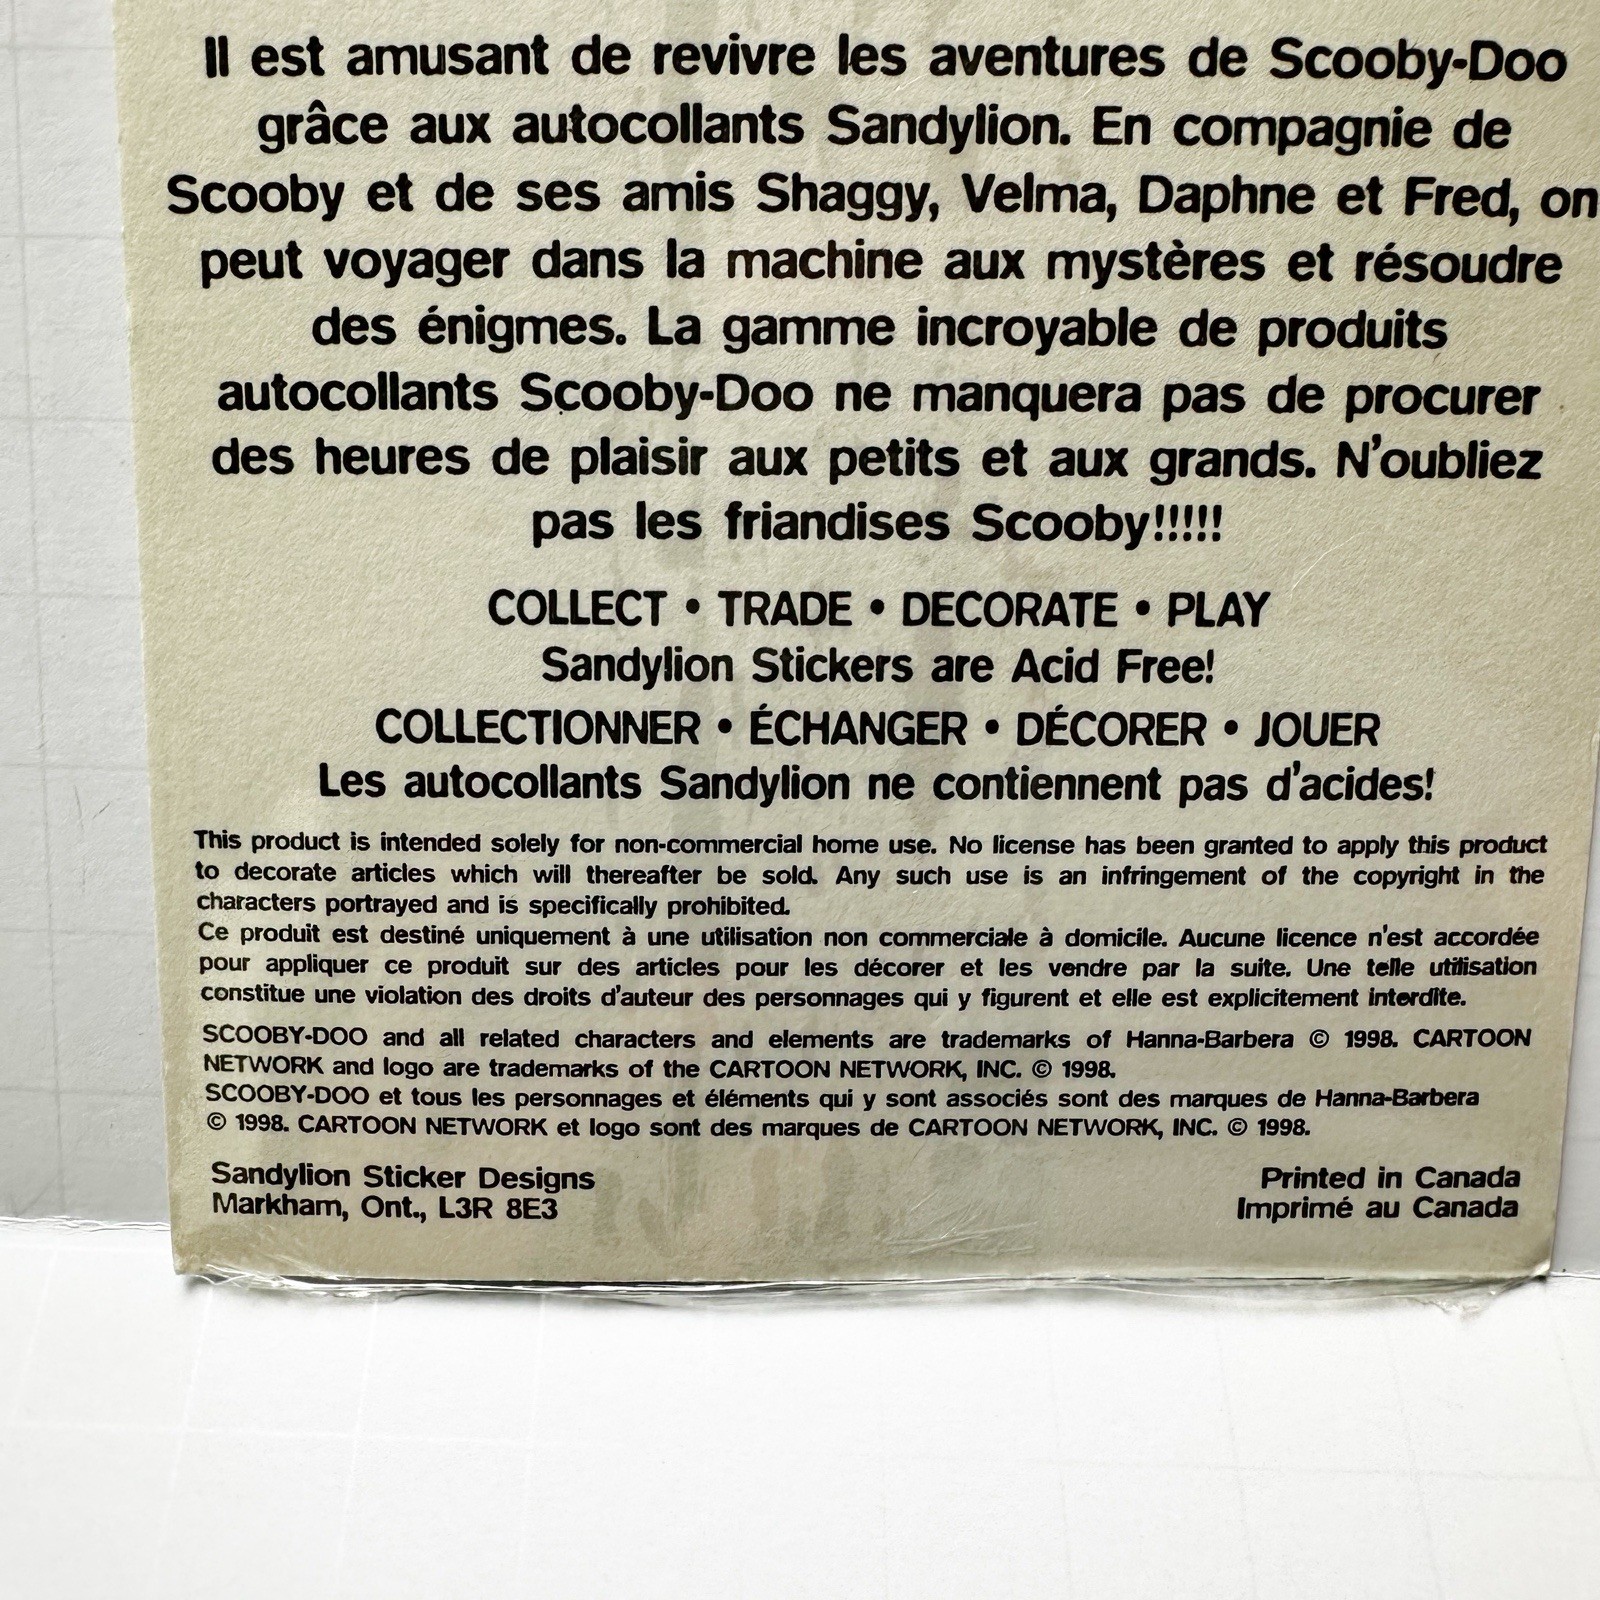 Il est amusant de revivre les aventures de Scooby-Doo
grâce aux autocollants Sandylion. En compagnie de
Scooby et de ses amis Shaggy, Velma, Daphne et Fred, on
peut voyager dans la machine aux mystères et résoudre
des énigmes. La gamme incroyable de produits
autocollants Scooby-Doo ne manquera pas de procurer
des heures de plaisir aux petits et aux grands. N'oubliez
pas les friandises Scooby!!!!!
COLLECT • TRADE • DECORATE • PLAY
Sandylion Stickers are Acid Free!
COLLECTIONNER • ÉCHANGER • DÉCORER • JOUER
Les autocollants Sandylion ne contiennent pas d'acides!
This product is intended solely for non-commercial home use. No license has been granted to apply this product
to decorate articles which will thereafter be sold. Any such use is an infringement of the copyright in the
characters portrayed and is specifically prohibited.
Ce produit est destiné uniquement à une utilisation non commerciale à domicile. Aucune licence n'est accordée
pour appliquer ce produit sur des articles pour les décorer et les vendre par la suite. Une telle utilisation
constitue une violation des droits d'auteur des personnages qui y figurent et elle est explicitement interdite.
SCOOBY-DOO and all related characters and elements are trademarks of Hanna-Barbera © 1998. CARTOON
NETWORK and logo are trademarks of the CARTOON NETWORK, INC. © 1998.
SCOOBY-DOO et tous les personnages et éléments qui y sont associés sont des marques de Hanna-Barbera
© 1998. CARTOON NETWORK et logo sont des marques de CARTOON NETWORK, INC. © 1998.
Sandylion Sticker Designs
Markham, Ont., L3R 8E3
Printed in Canada
Imprimé au Canada